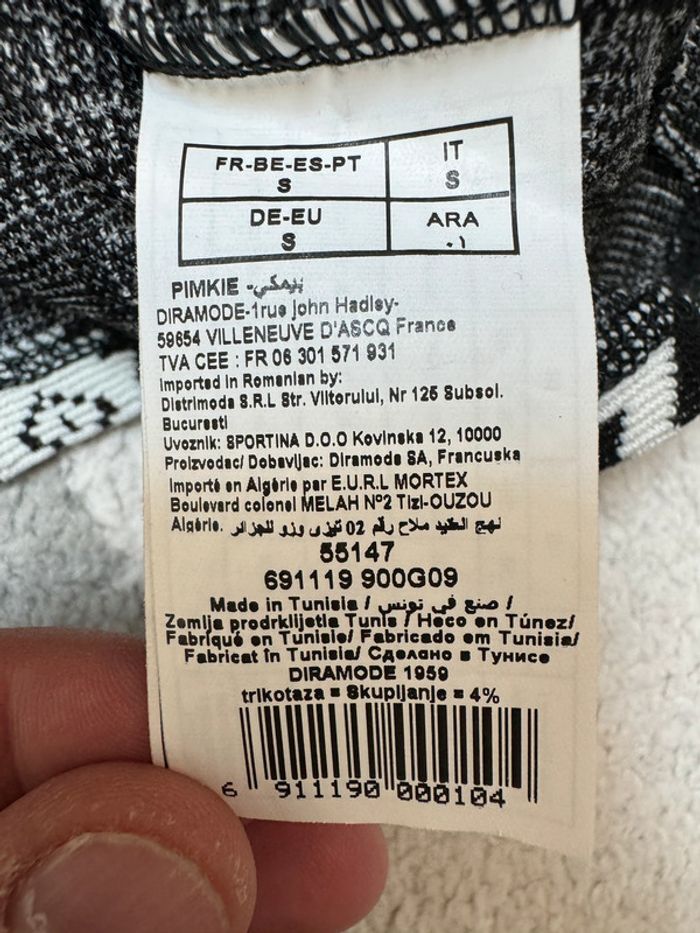 FR-BE-ES-PT
S
IT
S
DE-EU
S
ARA
٠١
PIMKIE -بيمكي
DIRAMODE-1rue John Hadley-
59654 VILLENEUVE D'ASCQ France
TVA CEE : FR 06 301 571 931
Imported in Romanian by:
Distrimoda S.R.L Str. Viitorului, Nr 125 Subsol.
Bucuresti
Uvoznik: SPORTINA D.O.O Kovinska 12, 10000
Proizvodac/ Dobavljac: Diramode SA, Francuska
Importé en Algérie par E.U.R.L MORTEX
Boulevard colonel MELAH N°2 Tizi-OUZOU
Algérie. نهج العقيد ملاح رقم 02 تيزي وزو للجزائر
55147
691119 900G09
Made in Tunisia / صنع في تونس /
Zemlja prodrklijetla Tunis / Heco en Túnez/
Fabriqué en Tunisie/ Fabricado em Tunisia/
Fabricat în Tunisia/ Сделано в Тунисе
DIRAMODE 1959
trikotaza = Skupljanje = 4%
6 911190 000104